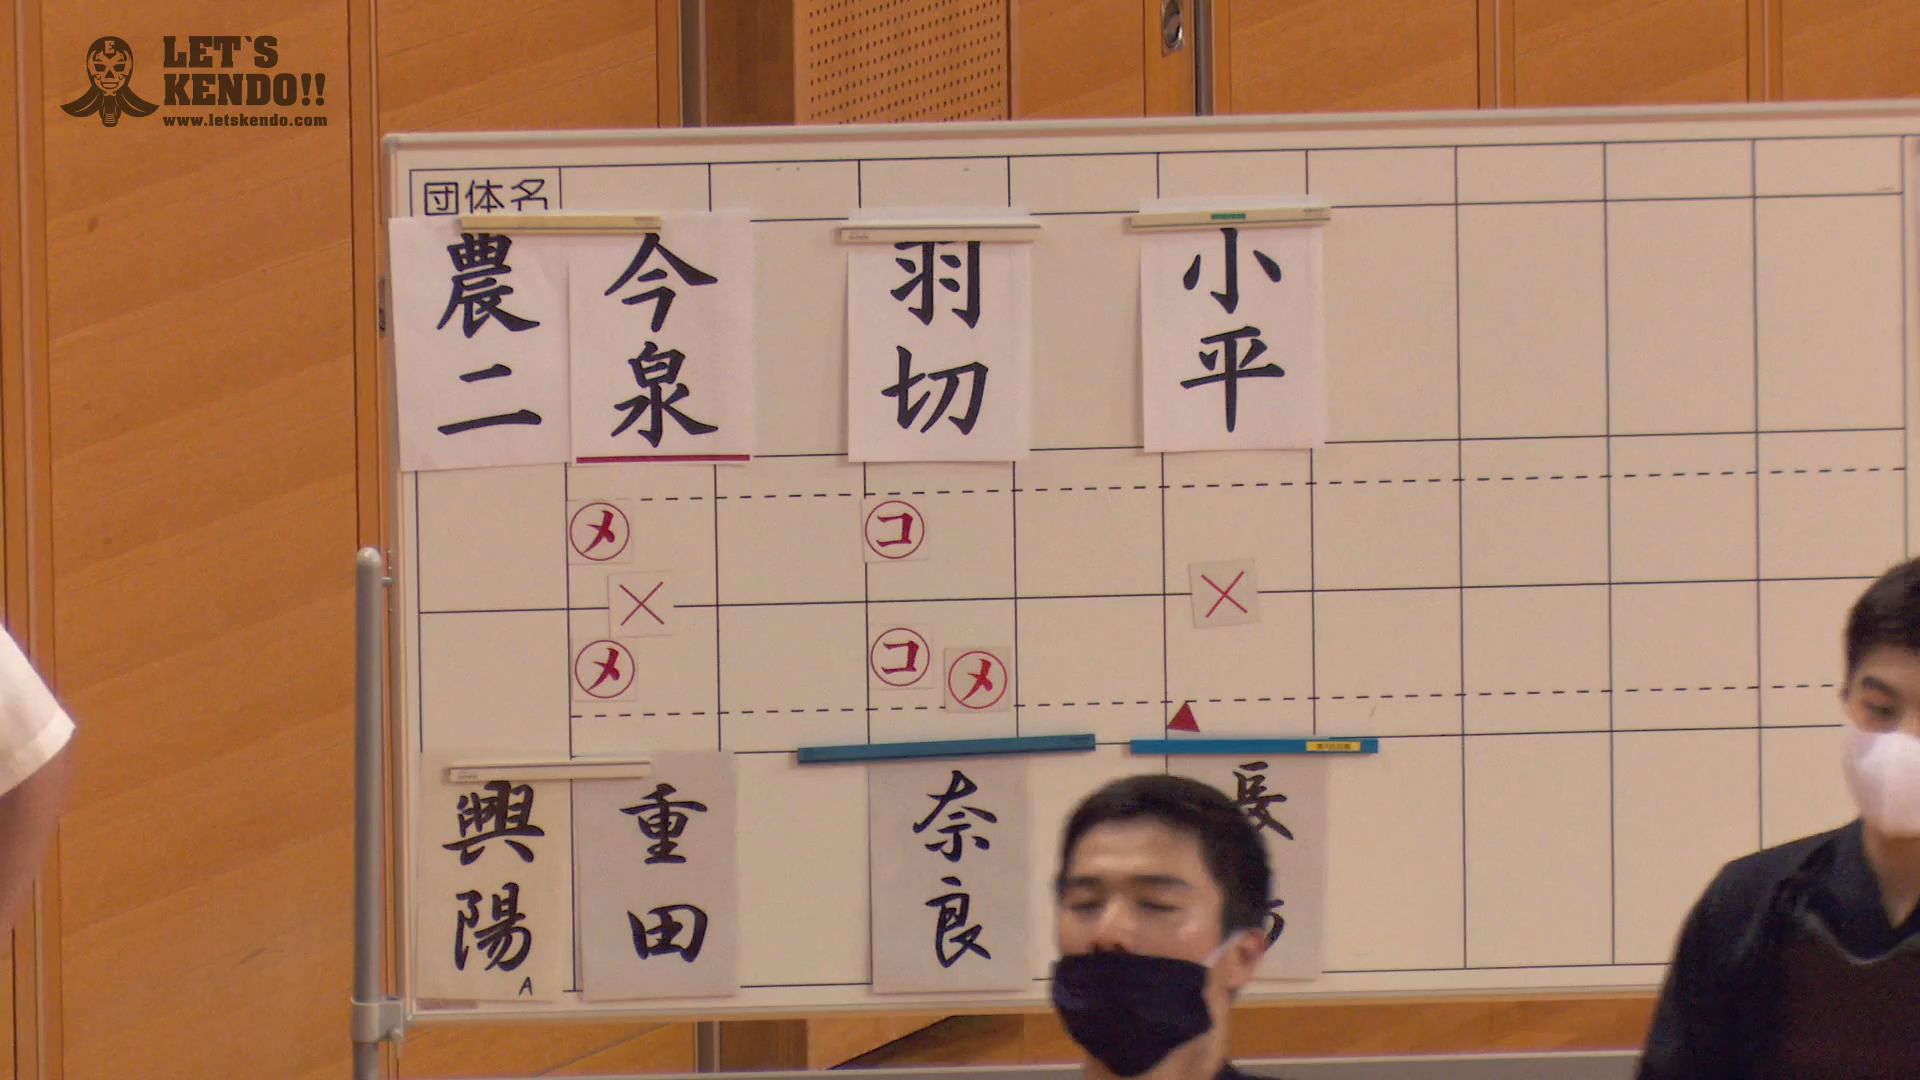 LET`S
KENDO!!
www.letskendo.com
団体名
農二
今泉
羽切
小平
メ
コ
×
×
メ
コ
メ
▲
興陽
A
重田
奈良